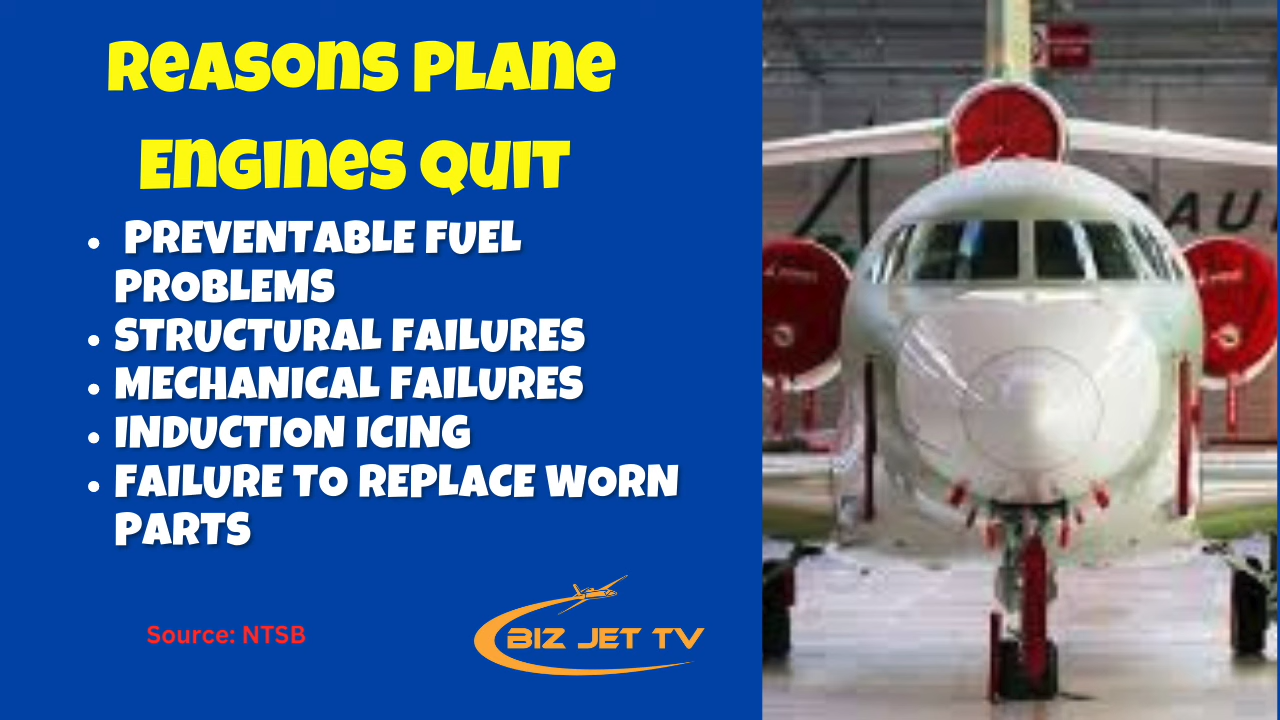 Reasons Plane
Engines Quit
• PREVENTABLE FUEL
PROBLEMS
• STRUCTURAL FAILURES
• MECHANICAL FAILURES
• INDUCTION ICING
• FAILURE TO REPLACE WORN
PARTS
Source: NTSB
BIZ JET TV